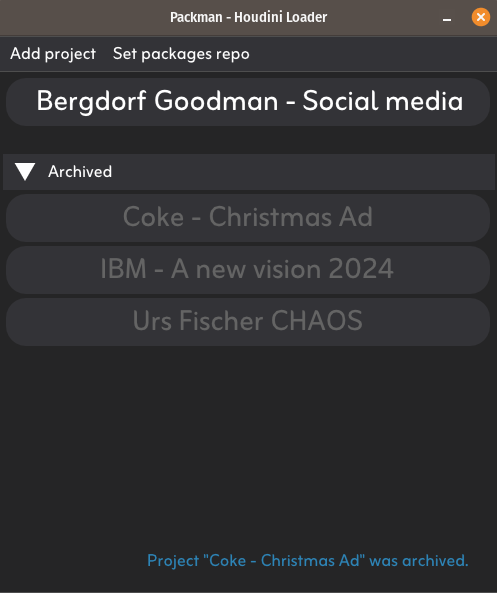 Packman - Houdini Loader
Add project Set packages repo
Bergdorf Goodman - Social media
Archived
Coke - Christmas Ad
IBM - A new vision 2024
Urs Fischer CHAOS
Project "Coke - Christmas Ad" was archived.